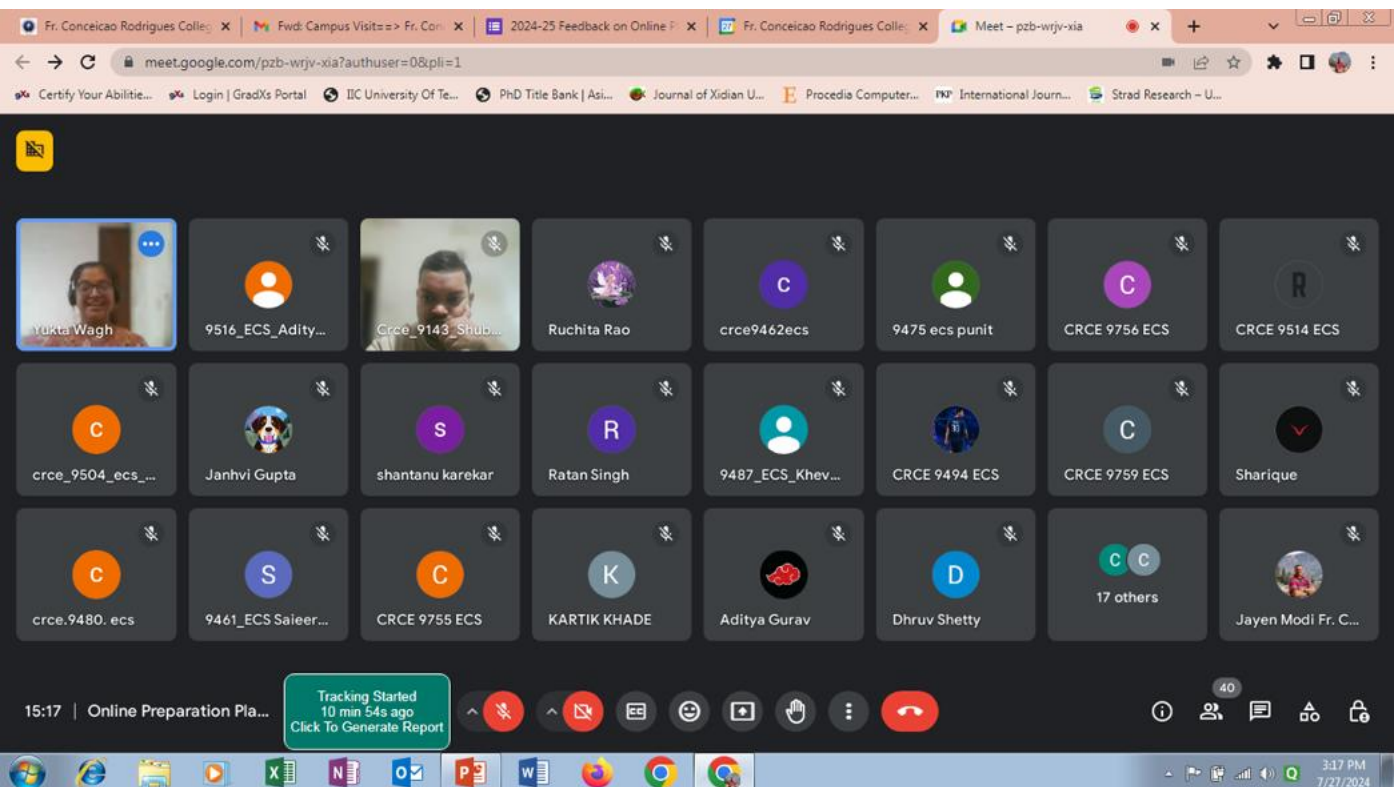 Fr. Conceicao Rodrigues Colleg
Fwd: Campus Visit==> Fr. Con
2024-25 Feedback on Online P
Fr. Conceicao Rodrigues Colleg
Meet – pzb-wrjv-xia
meet.google.com/pzb-wrjv-xia?authuser=0&pli=1
Certify Your Abilitie...
Login | GradXs Portal
IIC University Of Te...
PhD Title Bank | Asi...
Journal of Xidian U...
Procedia Computer...
International Journ...
Strad Research – U...
Yukta Wagh
9516_ECS_Adity...
Crce_9143_Shub...
Ruchita Rao
c
crce9462ecs
9475 ecs punit
C
CRCE 9756 ECS
R
CRCE 9514 ECS
c
crce_9504_ecs_...
Janhvi Gupta
s
shantanu karekar
R
Ratan Singh
9487_ECS_Khev...
CRCE 9494 ECS
C
CRCE 9759 ECS
Sharique
c
crce.9480. ecs
S
9461_ECS Saieer...
C
CRCE 9755 ECS
K
KARTIK KHADE
Aditya Gurav
D
Dhruv Shetty
C C
17 others
Jayen Modi Fr. C...
15:17 | Online Preparation Pla...
Tracking Started
10 min 54s ago
Click To Generate Report
40
3:17 PM
7/27/2024